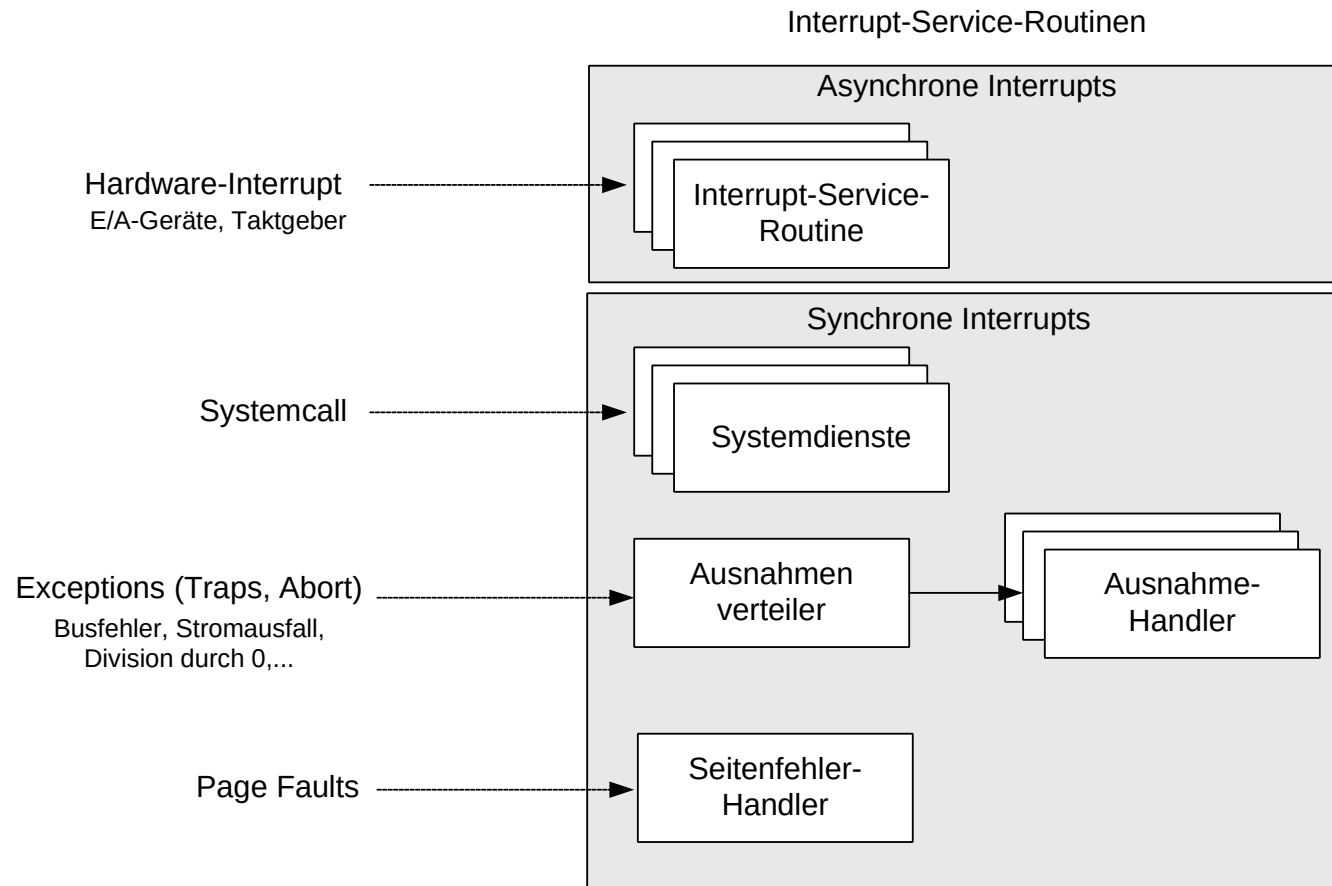 Interrupt-Service-Routinen
Asynchrone Interrupts
Hardware-Interrupt
E/A-Geräte, Taktgeber
Interrupt-Service-
Routine
Synchrone Interrupts
Systemcall
Systemdienste
Exceptions (Traps, Abort)
Busfehler, Stromausfall,
Division durch 0,...
Ausnahmen
verteiler
Ausnahme-
Handler
Page Faults
Seitenfehler-
Handler